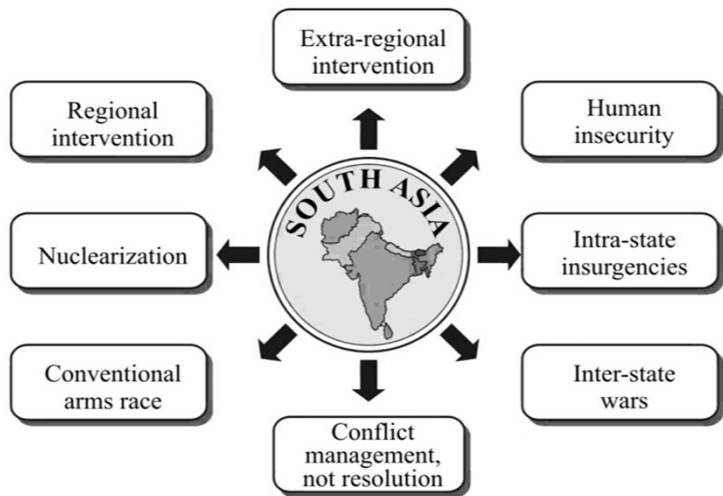 Extra-regional
intervention
Regional
intervention
Human
insecurity
SOUTH ASIA
Nuclearization
Intra-state
insurgencies
Conventional
arms race
Inter-state
wars
Conflict
management,
not resolution